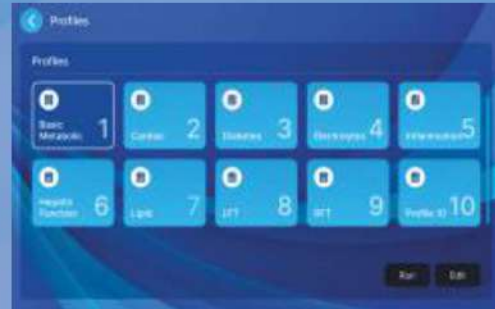 Profiles
Profiles
Basic
Metabolic 1
Cardiac 2
Diabetes 3
Electrolytes 4
Inflammation 5
Hepatic
Function 6
Lipid 7
LFT 8
RFT 9
Profile 10 10
Run Edit